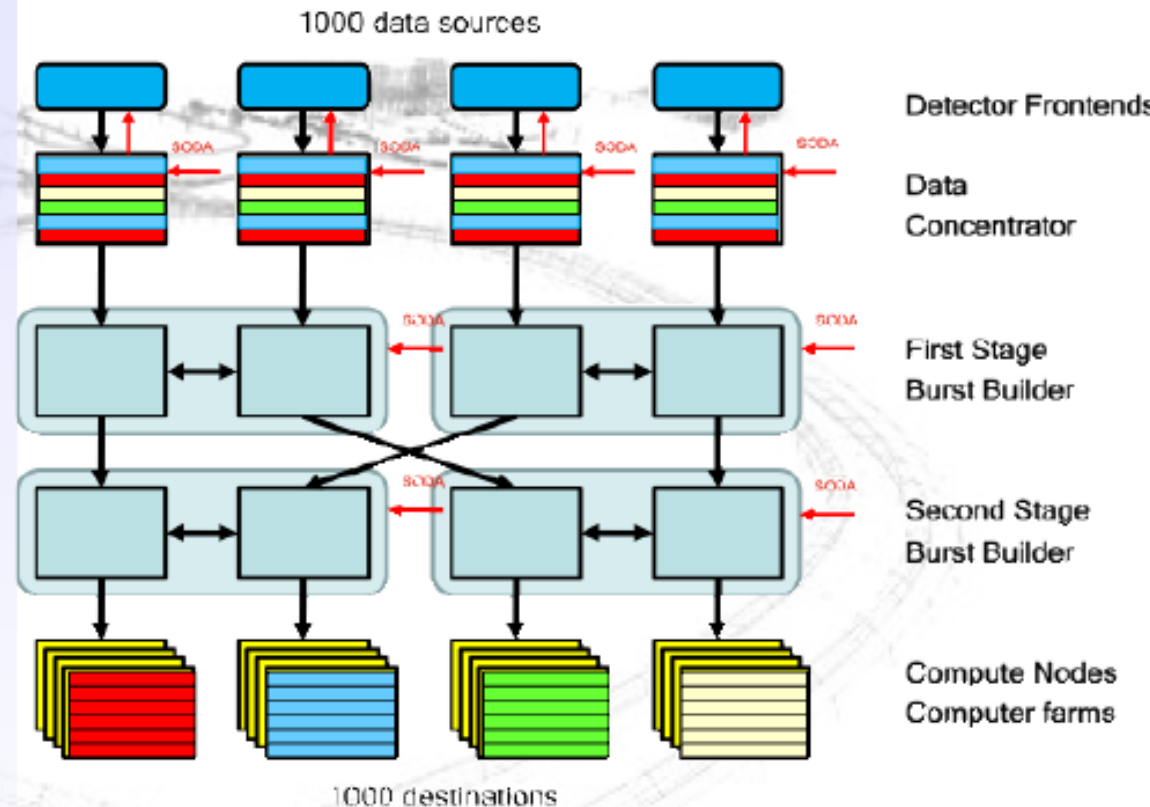 1000 data sources
Detector Frontends
SODA
SODA
SODA
SODA
Data
Concentrator
SODA
SODA
First Stage
Burst Builder
SODA
SODA
Second Stage
Burst Builder
Compute Nodes
Computer farms
1000 destinations